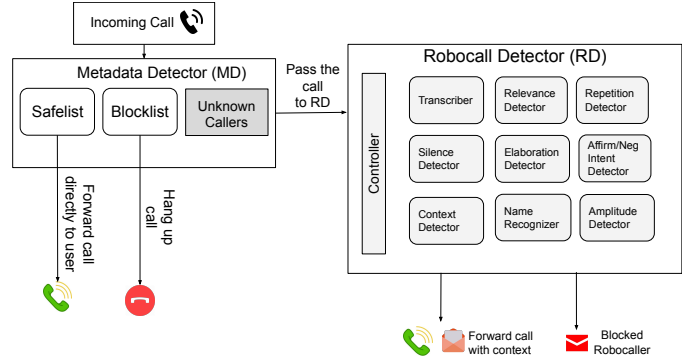 Incoming Call
Metadata Detector (MD)
Safelist
Blocklist
Unknown
Callers
Forward call
directly to user
Hang up
call
Pass the
call
to RD
Robocall Detector (RD)
Controller
Transcriber
Relevance
Detector
Repetition
Detector
Silence
Detector
Elaboration
Detector
Affirm/Neg
Intent
Detector
Context
Detector
Name
Recognizer
Amplitude
Detector
Forward call
with context
Blocked
Robocaller